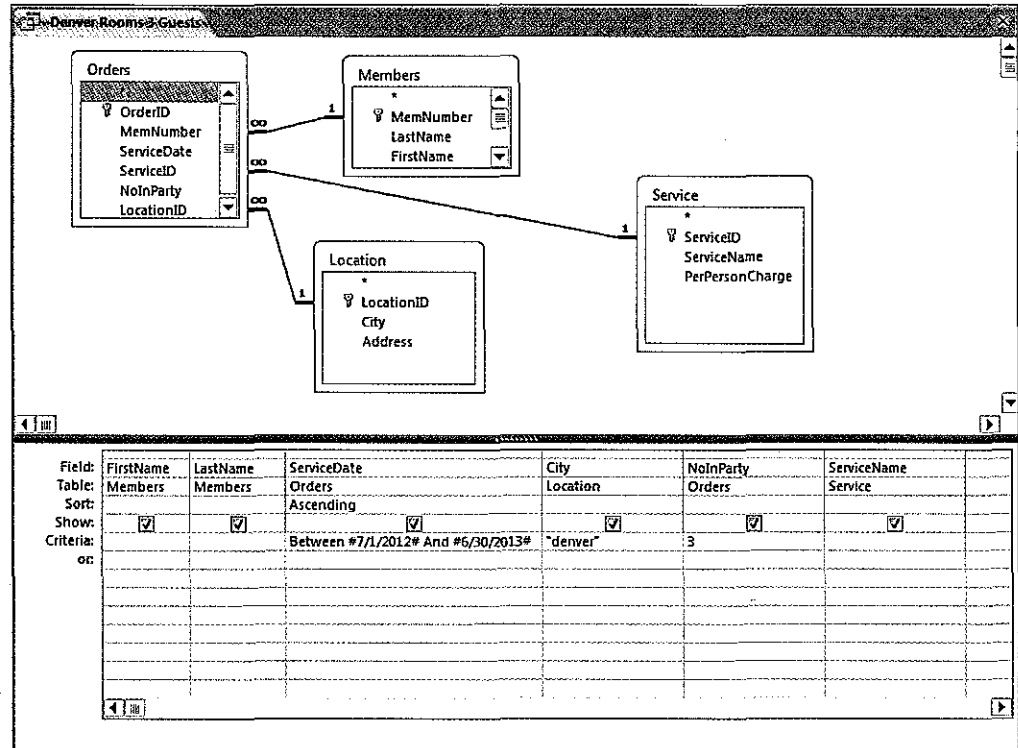 Denver Rooms 3 Guests
Orders
*
OrderID
MemNumber
ServiceDate
ServiceID
NoInParty
LocationID
Members
*
MemNumber
LastName
FirstName
Location
*
LocationID
City
Address
Service
*
ServiceID
ServiceName
PerPersonCharge
∞ 1
∞ 1
∞ 1
Field: FirstName LastName ServiceDate City NoInParty ServiceName
Table: Members Members Orders Location Orders Service
Sort: Ascending
Show:
Criteria: Between #7/1/2012# And #6/30/2013# "denver" 3
or: